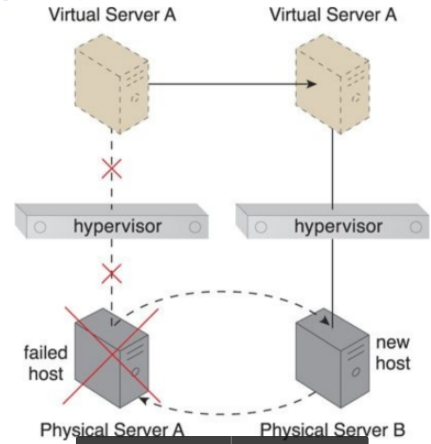 Virtual Server A
Virtual Server A
hypervisor
hypervisor
failed
host
new
host
Physical Server A
Physical Server B